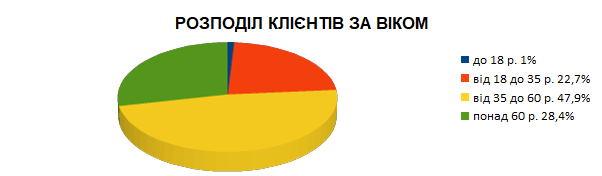 РОЗПОДІЛ КЛІЄНТІВ ЗА ВІКОМ
до 18 р. 1%
від 18 до 35 р. 22,7%
від 35 до 60 р. 47,9%
понад 60 р. 28,4%